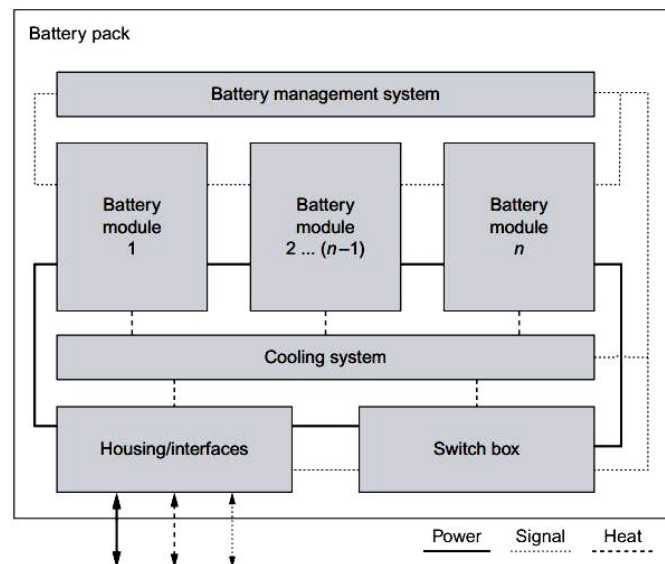 Battery pack
Battery management system
Battery
module
1
Battery
module
2 ... (n–1)
Battery
module
n
Cooling system
Housing/interfaces
Switch box
Power
Signal
Heat